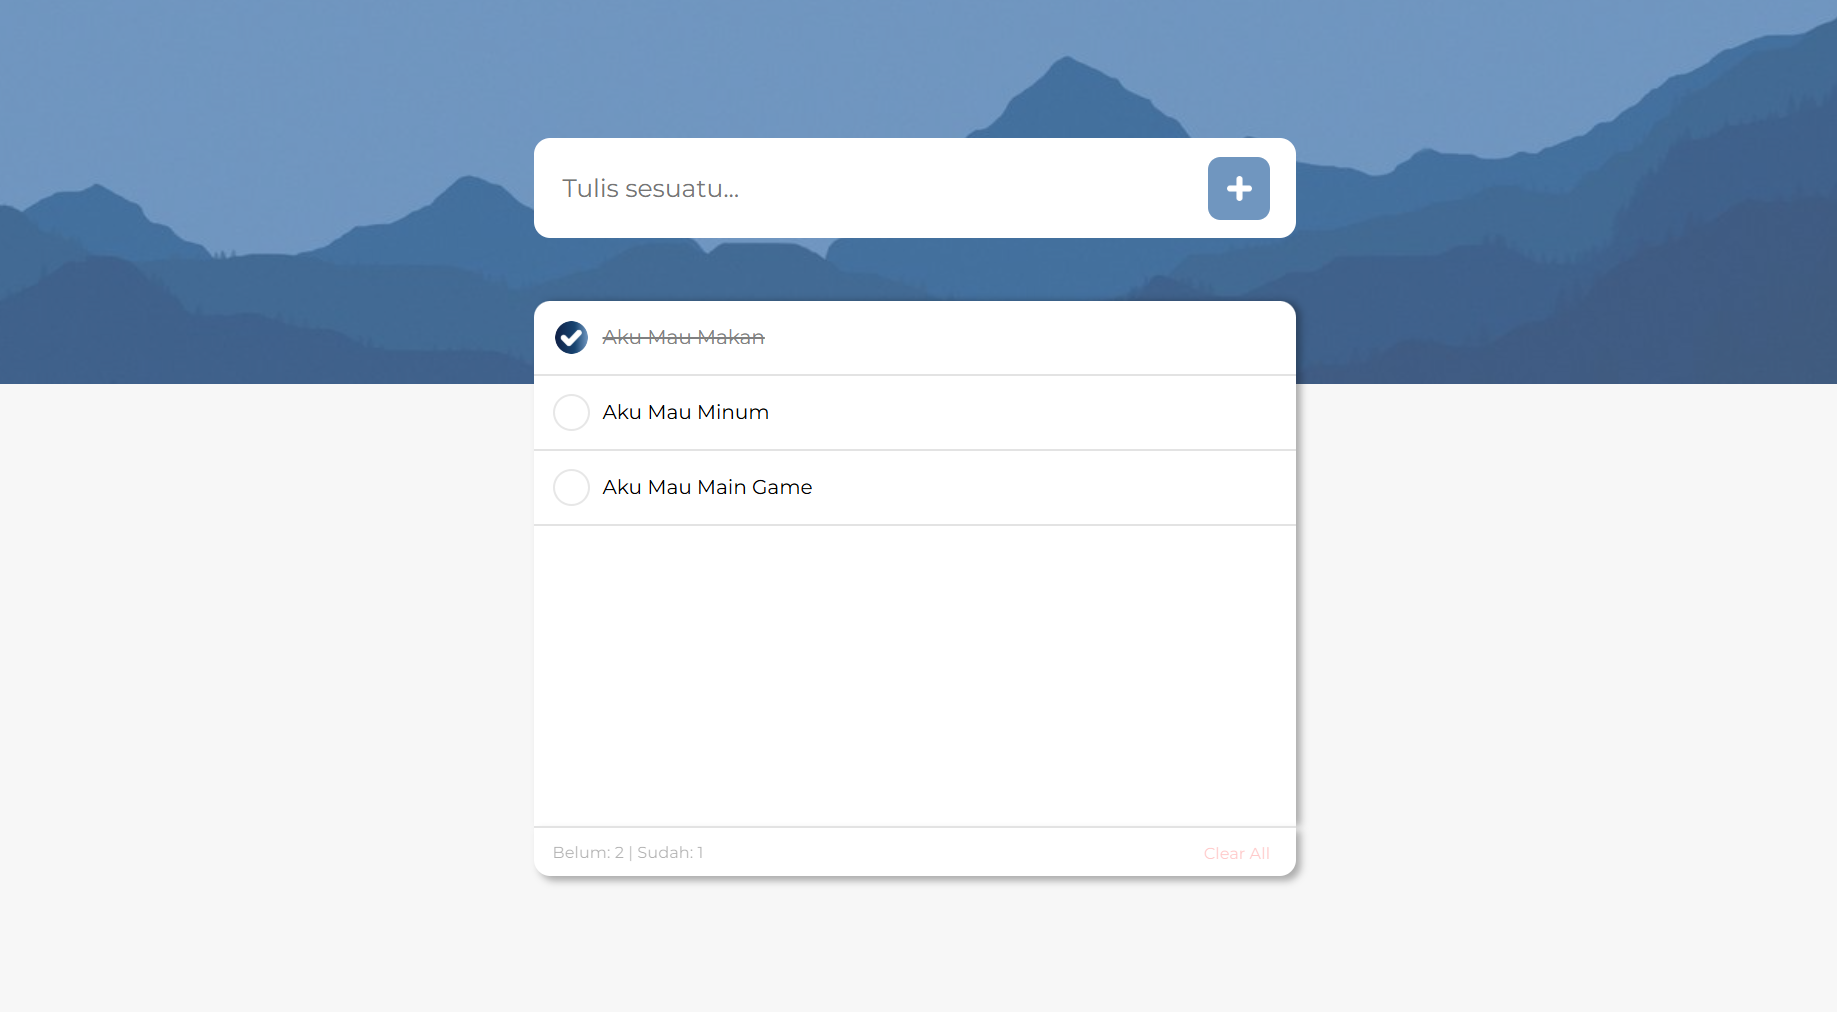 Tulis sesuatu...
Aku Mau Makan
Aku Mau Minum
Aku Mau Main Game
Belum: 2 | Sudah: 1
Clear All